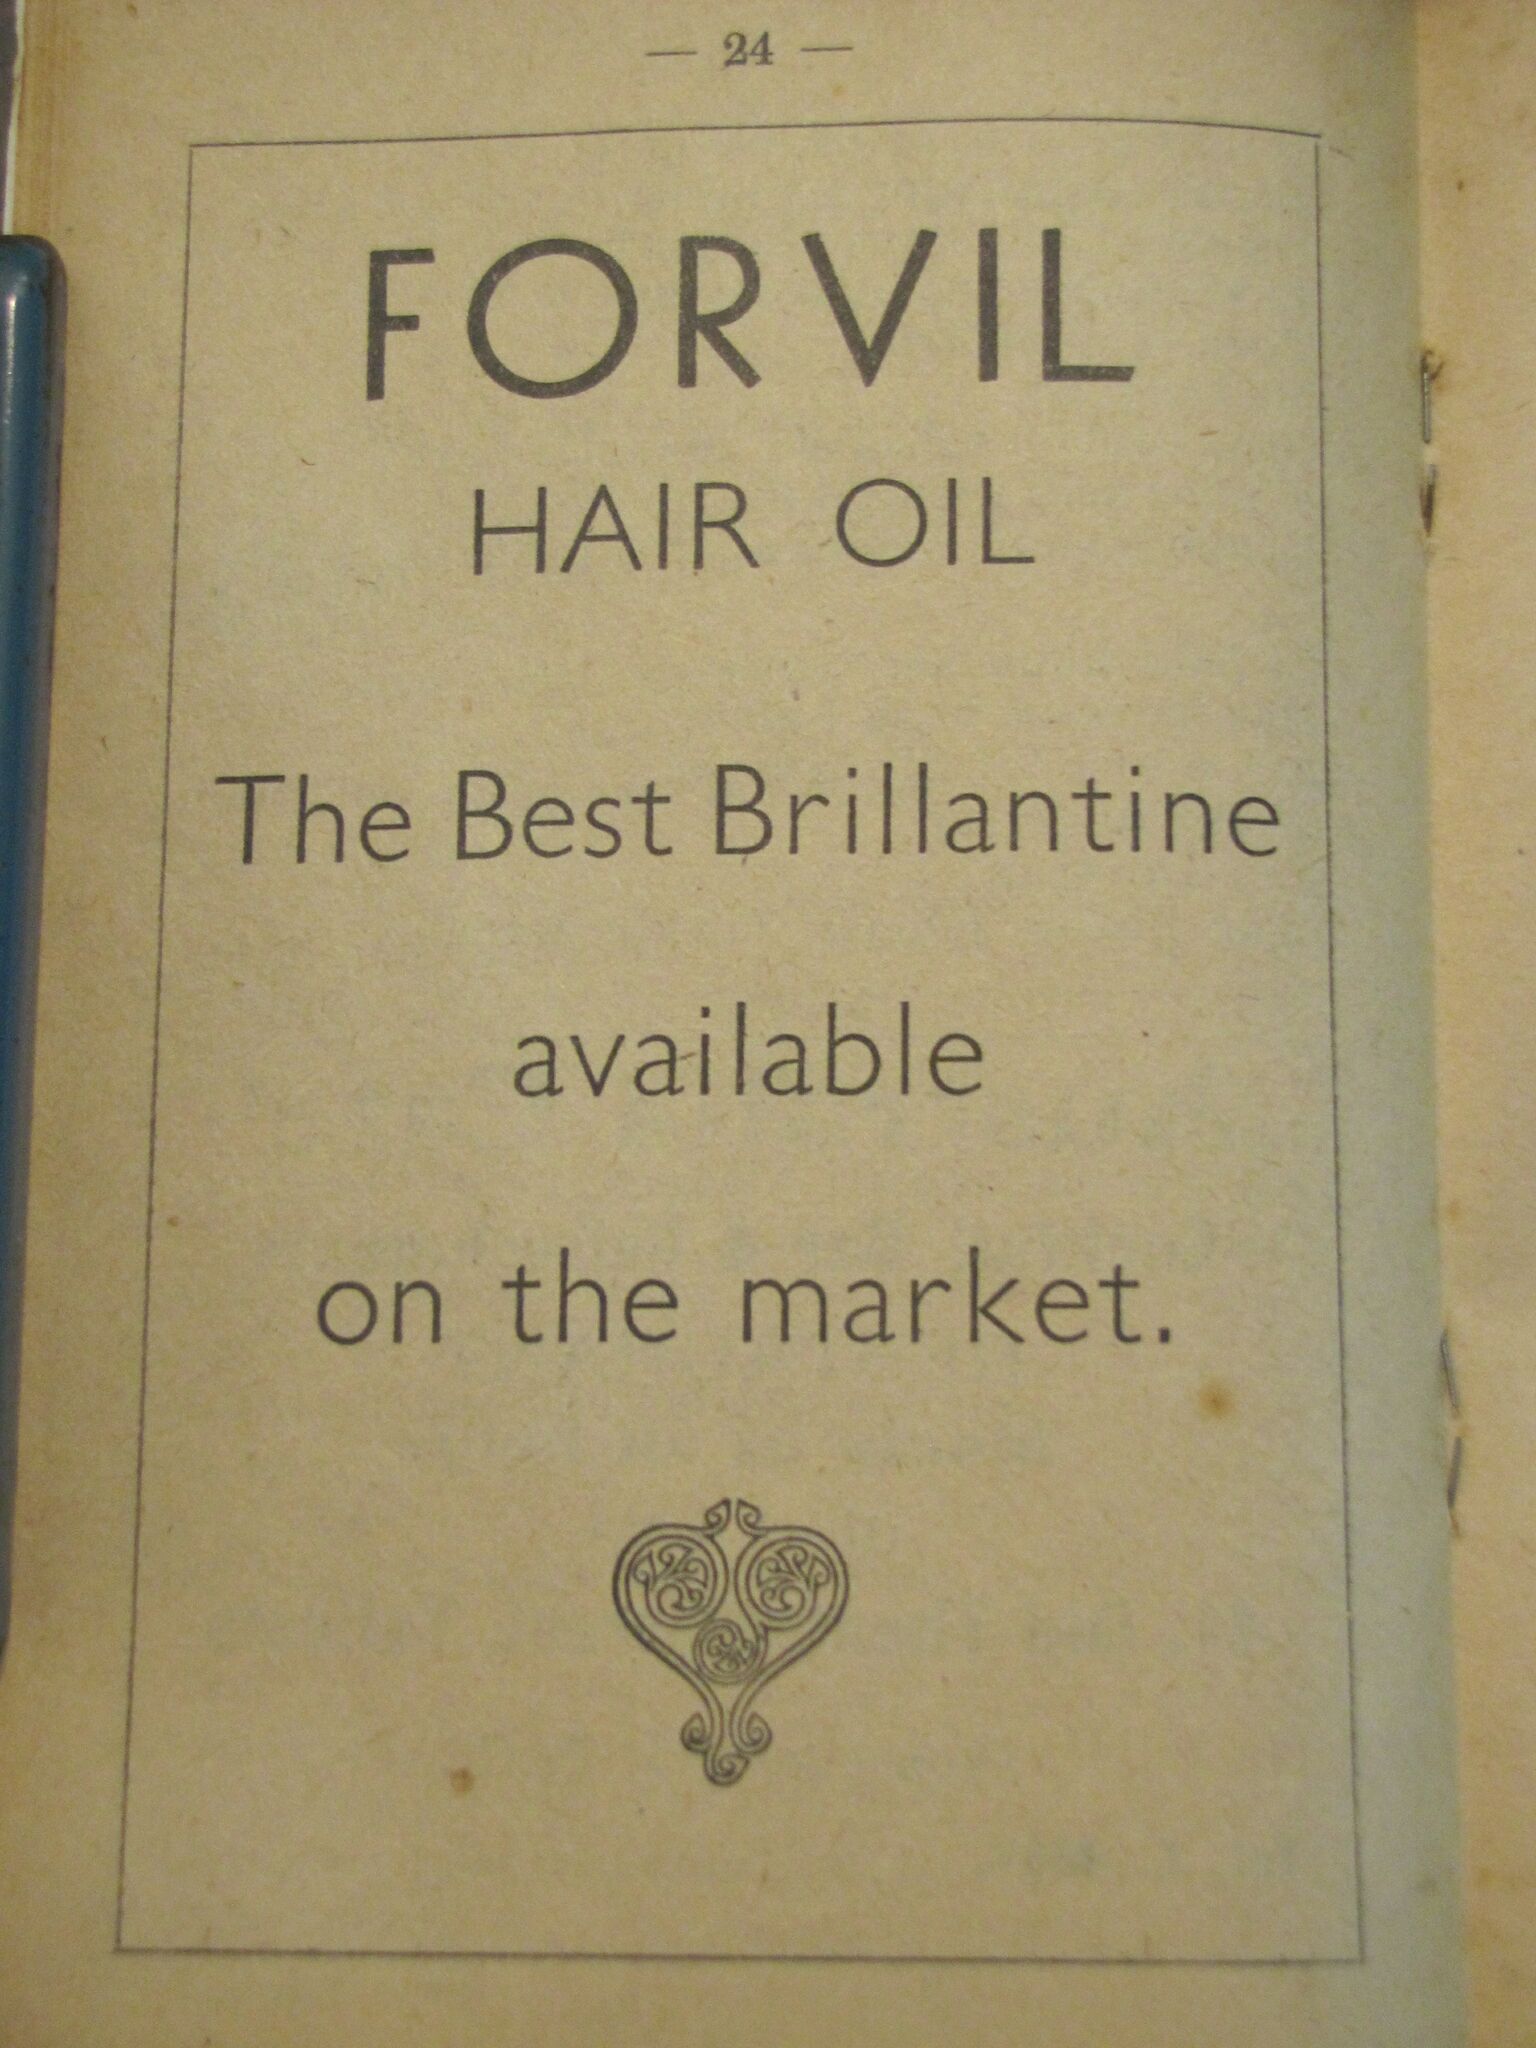 — 24 —
FORVIL
HAIR OIL
The Best Brillantine
available
on the market.